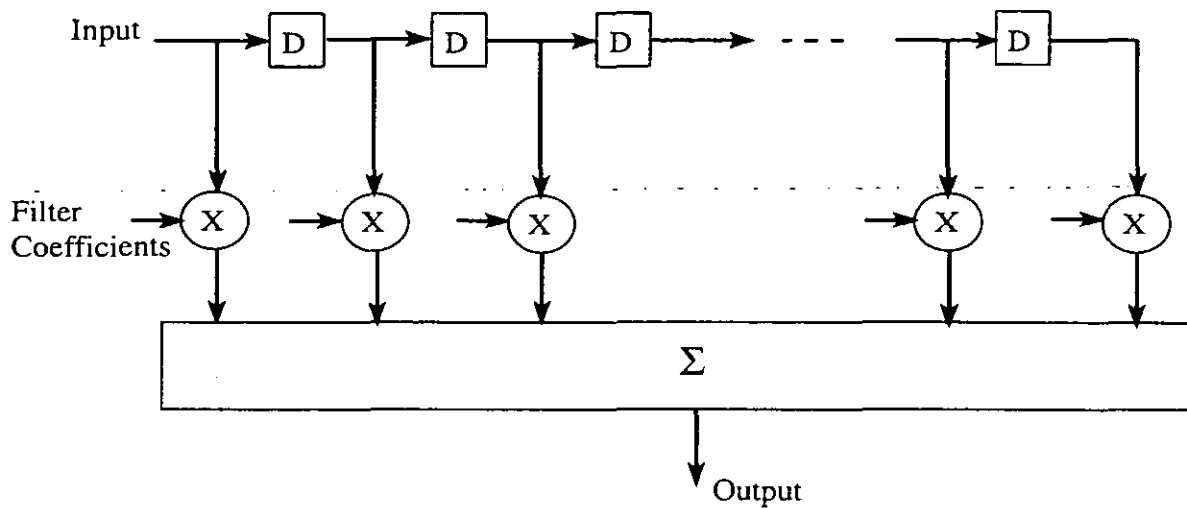 Input
D
D
D
D
Filter
Coefficients
X
X
X
X
X
Σ
Output